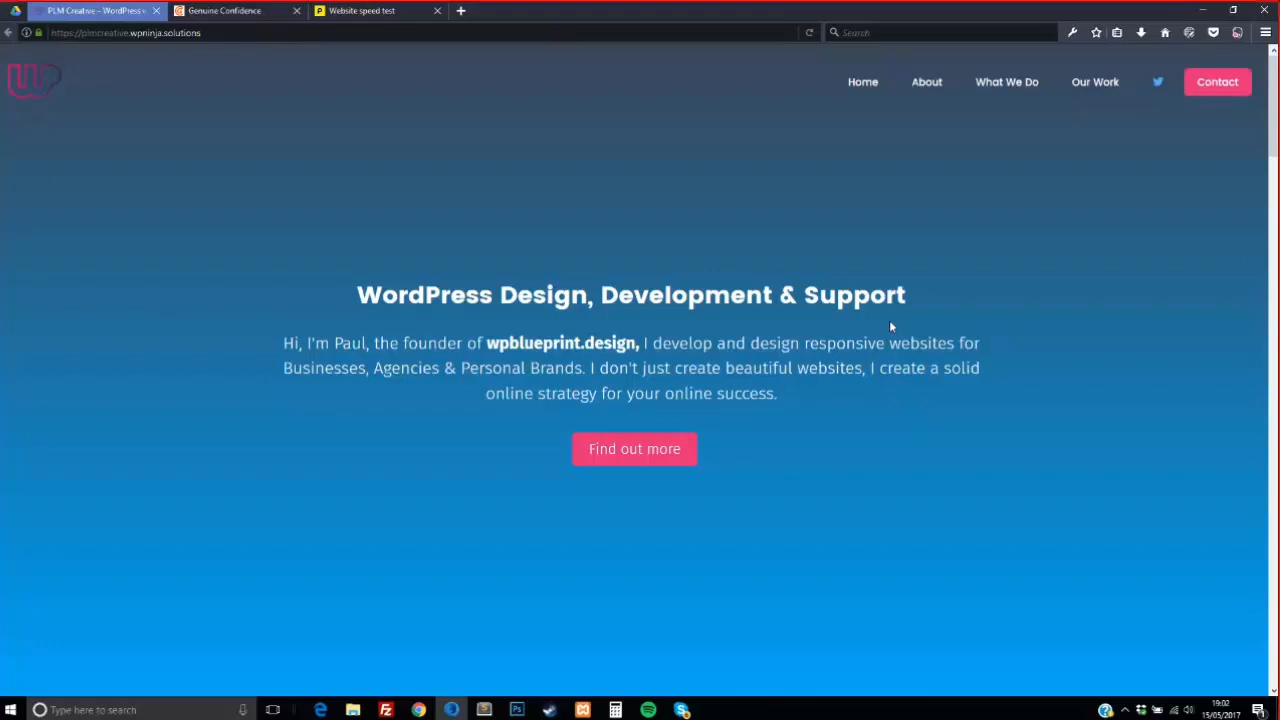 PLM Creative – WordPress
Genuine Confidence
Website speed test
https://plmcreative.wpninja.solutions
Search
WP
Home
About
What We Do
Our Work
Contact
WordPress Design, Development & Support
Hi, I'm Paul, the founder of wpblueprint.design, I develop and design responsive websites for
Businesses, Agencies & Personal Brands. I don't just create beautiful websites, I create a solid
online strategy for your online success.
Find out more
Type here to search
19:02
15/05/2017